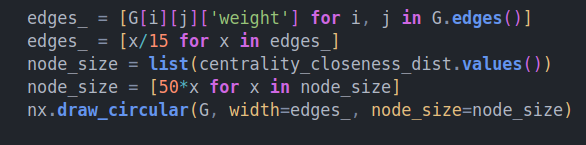 edges_ = [G[i][j]['weight'] for i, j in G.edges()]
edges_ = [x/15 for x in edges_]
node_size = list(centrality_closeness_dist.values())
node_size = [50*x for x in node_size]
nx.draw_circular(G, width=edges_, node_size=node_size)